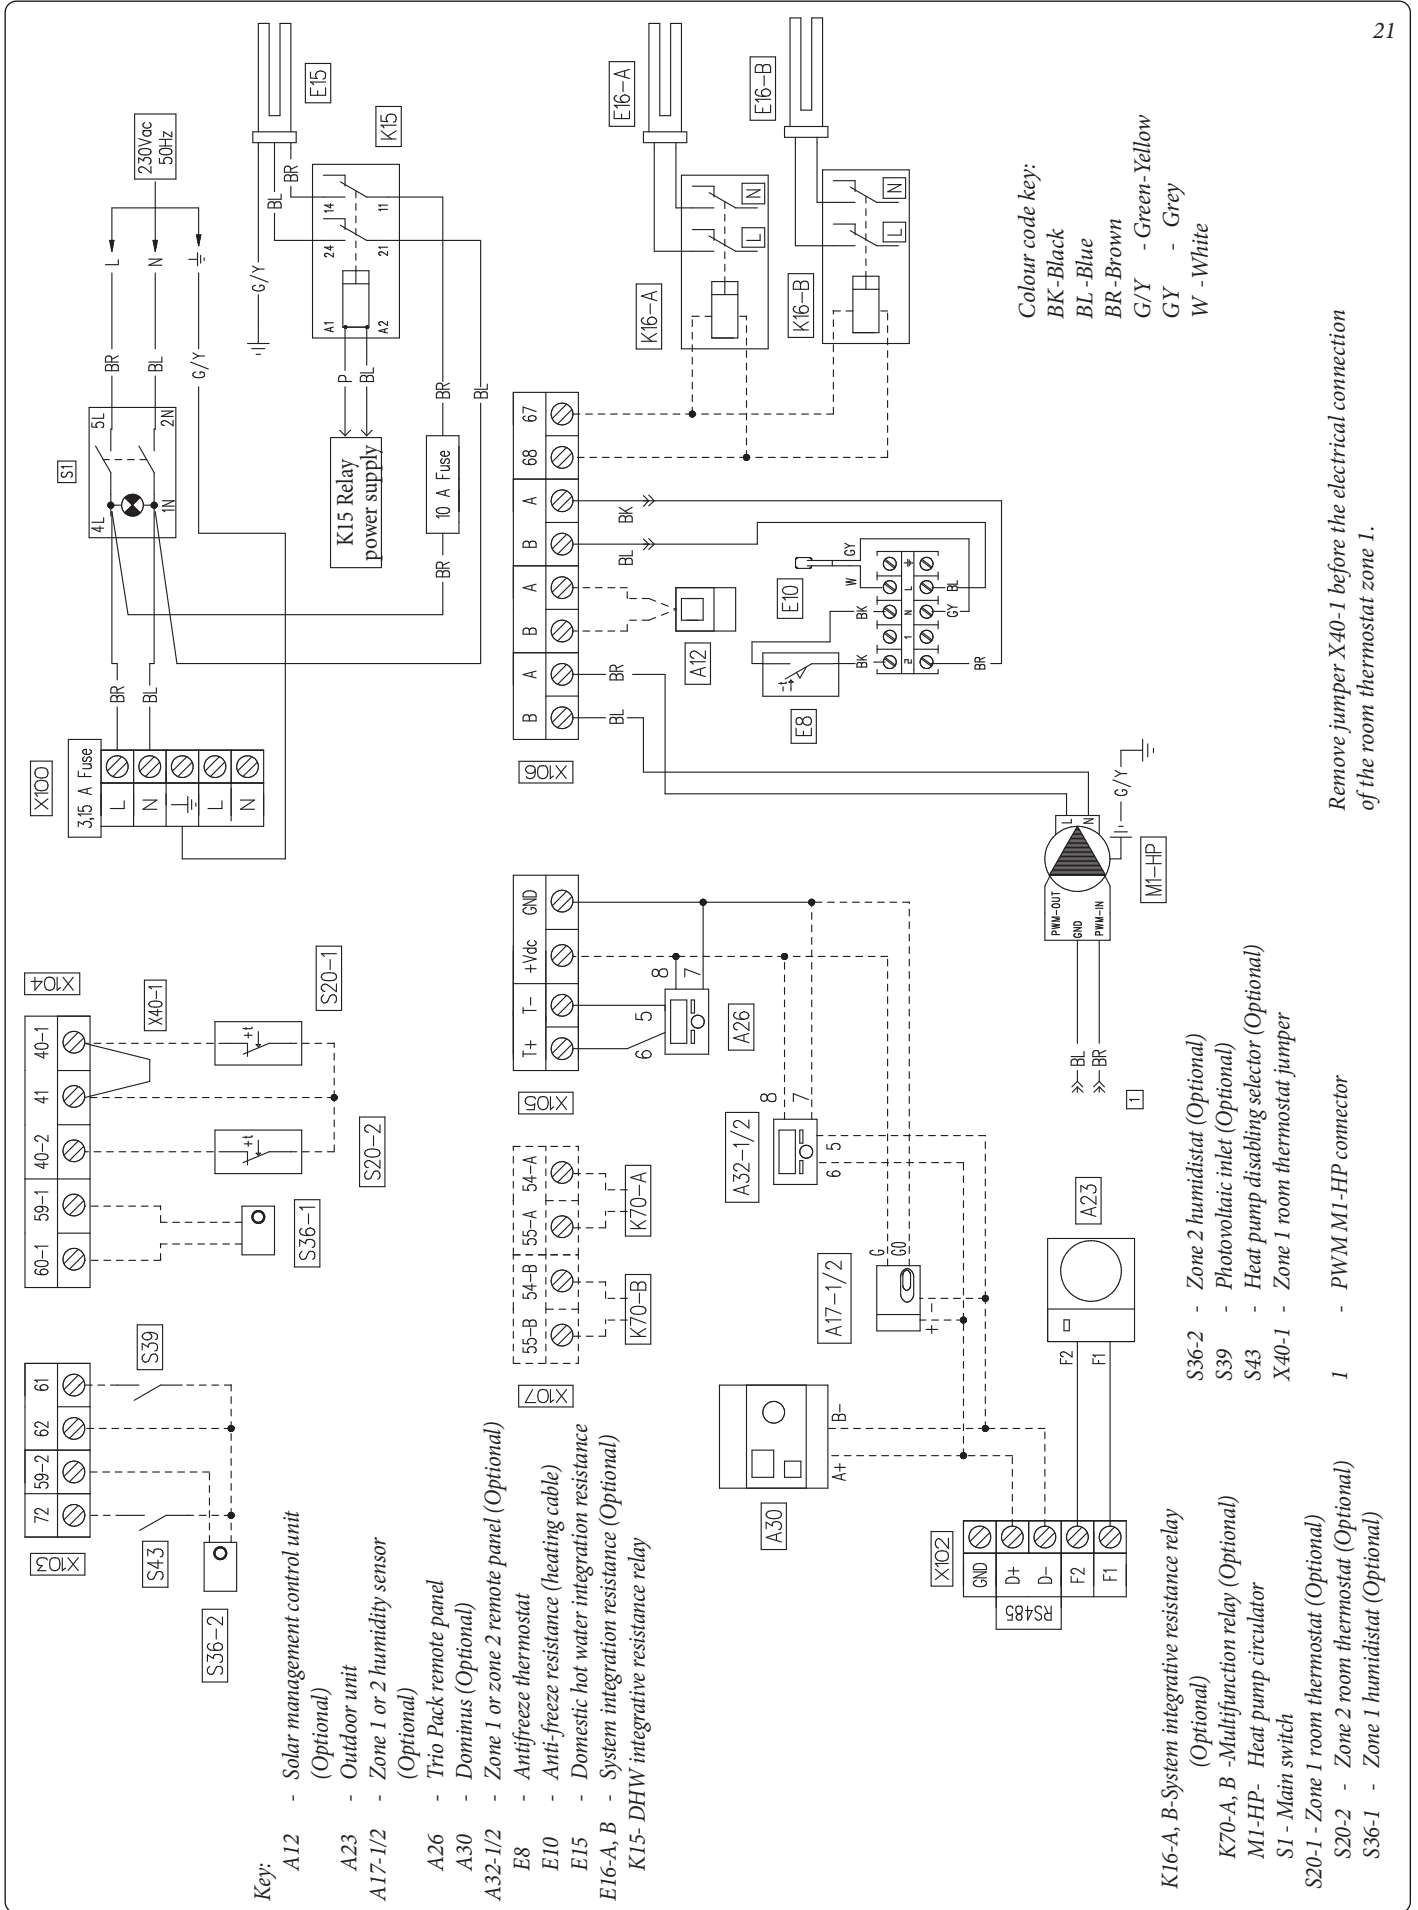 21
230Vac
50Hz
L
N
BR
BL
G/Y
S1
5L
2N
4L
1N
BR
BL
X100
3,15 A Fuse
L
N
L
N
E15
G/Y
BL
BR
K15
14
11
24
21
A1
A2
P
BL
K15 Relay
power supply
BR
10 A Fuse
BR
BL
E16-A
E16-B
K16-A
L
N
K16-B
L
N
X106
67
68
A
B
A
B
A
B
BK
BL
BR
BL
A12
E10
W
GY
BK
L
N
1
2
BL
GY
BK
BR
E8
-t
M1-HP
L
N
G/Y
PWM-OUT
GND
PWM-IN
BL
BR
1
X104
40-1
41
40-2
59-1
60-1
X40-1
S20-1
+t
S20-2
+t
S36-1
X103
61
62
59-2
72
S39
S43
S36-2
X105
GND
+Vdc
T-
T+
8
7
5
6
A26
X107
54-A
55-A
54-B
55-B
K70-A
K70-B
A32-1/2
8
7
6
5
A17-1/2
G
G0
+
-
A30
A+
B-
A23
F2
F1
X102
GND
D+
D-
F2
F1
RS485
Colour code key:
BK-Black
BL -Blue
BR-Brown
G/Y - Green-Yellow
GY - Grey
W -White
Remove jumper X40-1 before the electrical connection
of the room thermostat zone 1.
Key:
A12 - Solar management control unit
(Optional)
A23 - Outdoor unit
A17-1/2 - Zone 1 or 2 humidity sensor
(Optional)
A26 - Trio Pack remote panel
A30 - Dominus (Optional)
A32-1/2 - Zone 1 or zone 2 remote panel (Optional)
E8 - Antifreeze thermostat
E10 - Anti-freeze resistance (heating cable)
E15 - Domestic hot water integration resistance
E16-A, B - System integration resistance (Optional)
K15- DHW integrative resistance relay
K16-A, B-System integrative resistance relay
(Optional)
K70-A, B -Multifunction relay (Optional)
M1-HP- Heat pump circulator
S1 - Main switch
S20-1 - Zone 1 room thermostat (Optional)
S20-2 - Zone 2 room thermostat (Optional)
S36-1 - Zone 1 humidistat (Optional)
S36-2 - Zone 2 humidistat (Optional)
S39 - Photovoltaic inlet (Optional)
S43 - Heat pump disabling selector (Optional)
X40-1 - Zone 1 room thermostat jumper
1 - PWM M1-HP connector